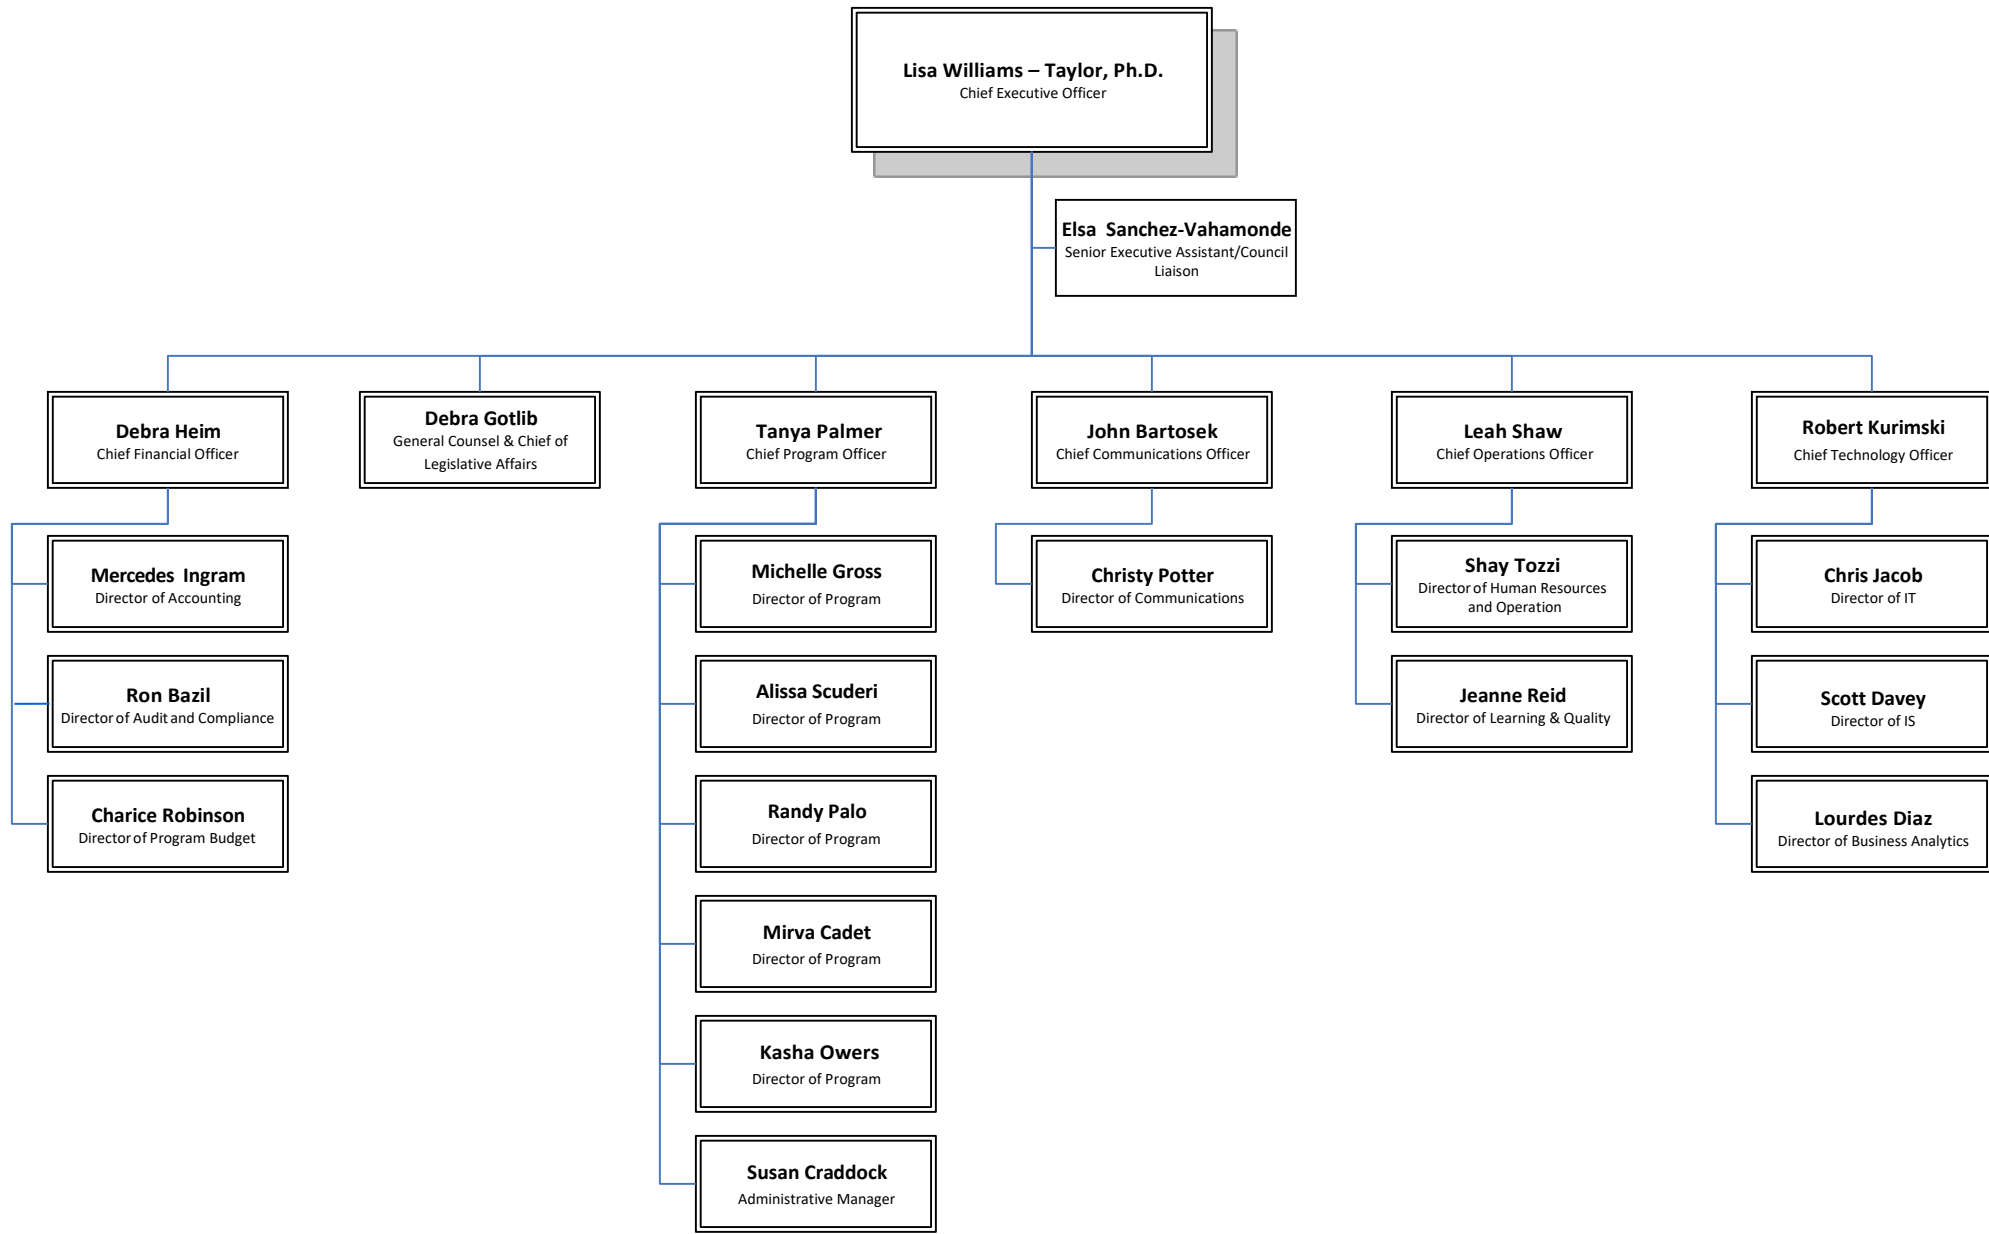 Lisa Williams – Taylor, Ph.D.
Chief Executive Officer
Elsa Sanchez-Vahamonde
Senior Executive Assistant/Council
Liaison
Debra Heim
Chief Financial Officer
Debra Gotlib
General Counsel & Chief of
Legislative Affairs
Tanya Palmer
Chief Program Officer
John Bartosek
Chief Communications Officer
Leah Shaw
Chief Operations Officer
Robert Kurimski
Chief Technology Officer
Mercedes Ingram
Director of Accounting
Ron Bazil
Director of Audit and Compliance
Charice Robinson
Director of Program Budget
Michelle Gross
Director of Program
Alissa Scuderi
Director of Program
Randy Palo
Director of Program
Mirva Cadet
Director of Program
Kasha Owers
Director of Program
Susan Craddock
Administrative Manager
Christy Potter
Director of Communications
Shay Tozzi
Director of Human Resources
and Operation
Jeanne Reid
Director of Learning & Quality
Chris Jacob
Director of IT
Scott Davey
Director of IS
Lourdes Diaz
Director of Business Analytics